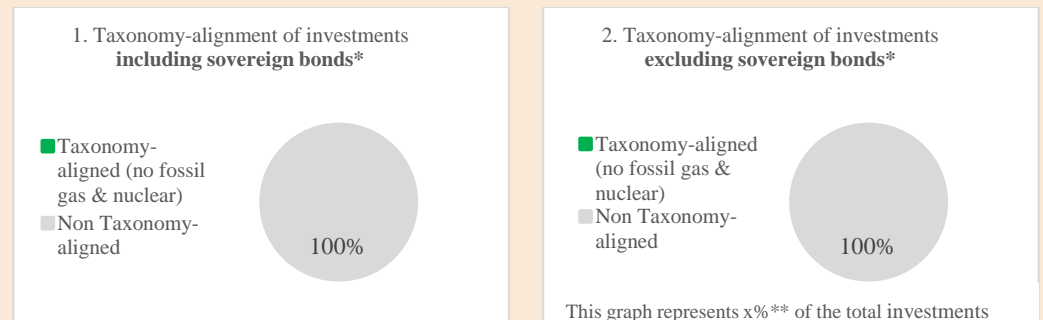 1. Taxonomy-alignment of investments
including sovereign bonds*
Taxonomy-
aligned (no fossil
gas & nuclear)
Non Taxonomy-
aligned
100%
2. Taxonomy-alignment of investments
excluding sovereign bonds*
Taxonomy-aligned
(no fossil gas &
nuclear)
Non Taxonomy-
aligned
100%
This graph represents x%** of the total investments